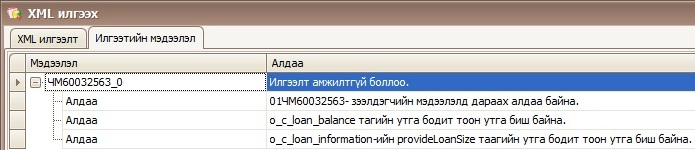 XML илгээх
XML илгээлт Илгээтийн мэдээлэл
Мэдээлэл Алдаа
ЧМ60032563_0 Илгээлт амжилтгүй боллоо.
Алдаа 01ЧМ60032563- зээлдэгчийн мэдээлэлд дараах алдаа байна.
Алдаа o_c_loan_balance тагийн утга бодит тоон утга биш байна.
Алдаа o_c_loan_information-ийн provideLoanSize таагийн утга бодит тоон утга биш байна.